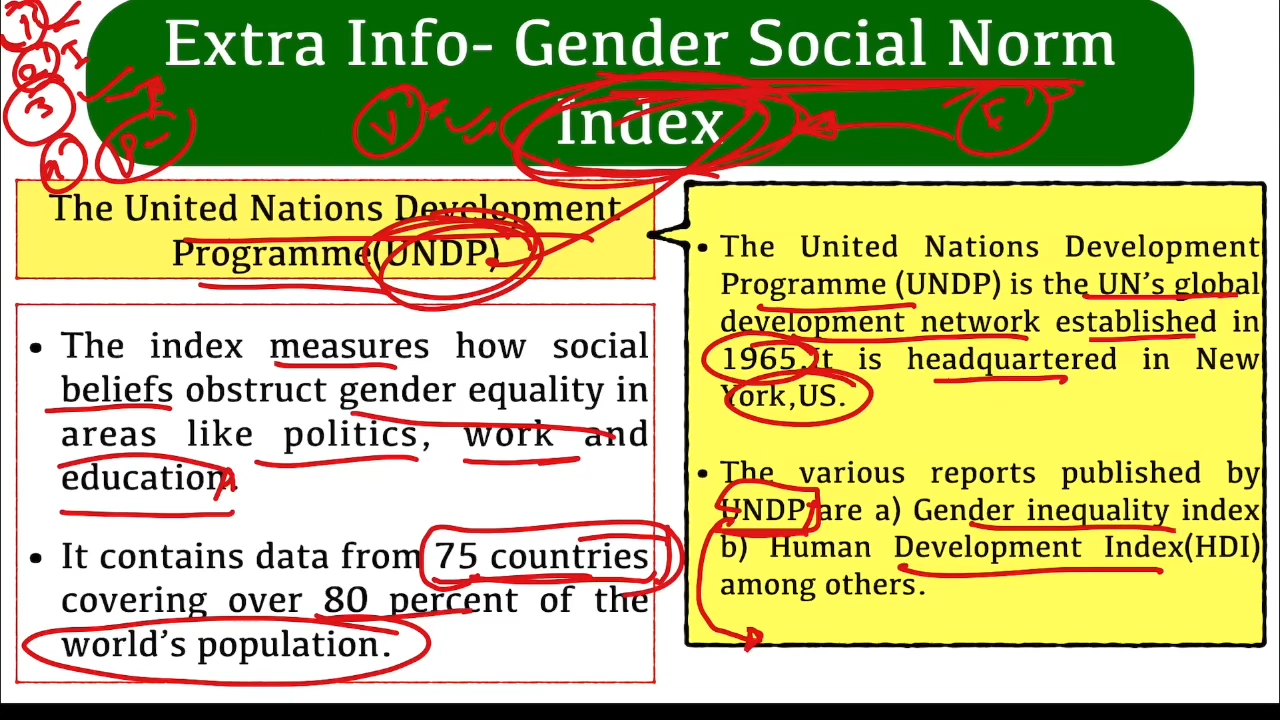 Extra Info- Gender Social Norm
Index
The United Nations Development
Programme(UNDP)
• The index measures how social
beliefs obstruct gender equality in
areas like politics, work and
education.
• It contains data from 75 countries
covering over 80 percent of the
world's population.
• The United Nations Development
Programme (UNDP) is the UN's global
development network established in
1965.It is headquartered in New
York,US.
• The various reports published by
UNDP are a) Gender inequality index
b) Human Development Index(HDI)
among others.